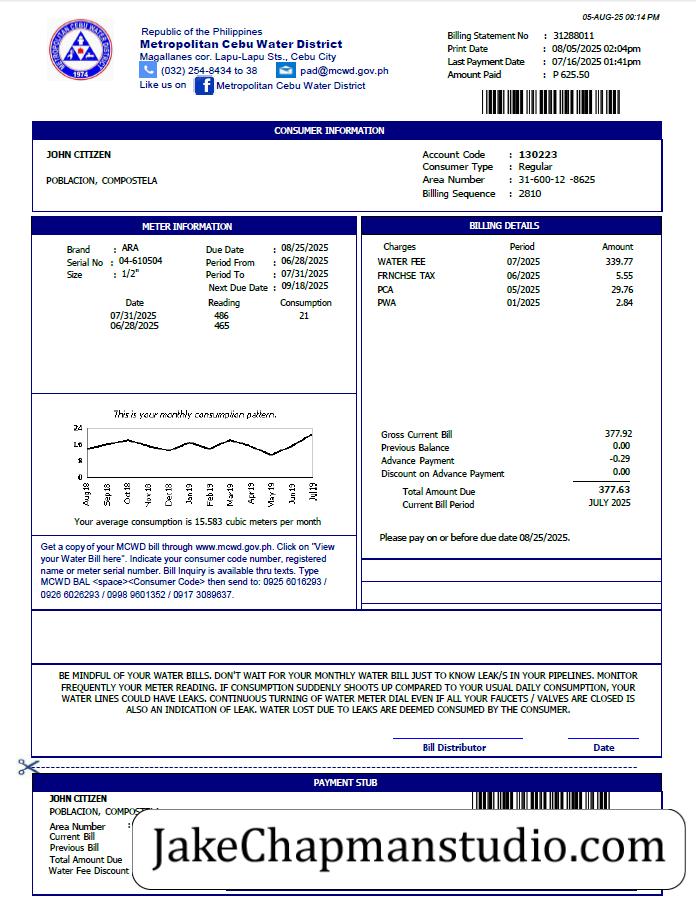 05-AUG-25 09:14 PM
Republic of the Philippines
Metropolitan Cebu Water District
Magallanes cor. Lapu-Lapu Sts., Cebu City
(032) 254-8434 to 38 pad@mcwd.gov.ph
Like us on Metropolitan Cebu Water District
METROPOLITAN CEBU WATER DISTRICT
1974
Billing Statement No : 31288011
Print Date : 08/05/2025 02:04pm
Last Payment Date : 07/16/2025 01:41pm
Amount Paid : P 625.50
CONSUMER INFORMATION
JOHN CITIZEN
POBLACION, COMPOSTELA
Account Code : 130223
Consumer Type : Regular
Area Number : 31-600-12 -8625
Billing Sequence : 2810
METER INFORMATION
Brand : ARA
Serial No : 04-610504
Size : 1/2"
Due Date : 08/25/2025
Period From : 06/28/2025
Period To : 07/31/2025
Next Due Date : 09/18/2025
Date Reading Consumption
07/31/2025 486 21
06/28/2025 465
BILLING DETAILS
Charges Period Amount
WATER FEE 07/2025 339.77
FRNCHSE TAX 06/2025 5.55
PCA 05/2025 29.76
PWA 01/2025 2.84
Gross Current Bill 377.92
Previous Balance 0.00
Advance Payment -0.29
Discount on Advance Payment 0.00
Total Amount Due 377.63
Current Bill Period JULY 2025
Please pay on or before due date 08/25/2025.
This is your monthly consumption pattern.
24
16
8
0
Aug18 Sep18 Oct18 Nov18 Dec18 Jan19 Feb19 Mar19 Apr19 May19 Jun19 Jul19
Your average consumption is 15.583 cubic meters per month
Get a copy of your MCWD bill through www.mcwd.gov.ph. Click on "View
your Water Bill here". Indicate your consumer code number, registered
name or meter serial number. Bill Inquiry is available thru texts. Type
MCWD BAL <space><Consumer Code> then send to: 0925 6016293 /
0926 6026293 / 0998 9601352 / 0917 3089637.
BE MINDFUL OF YOUR WATER BILLS. DON'T WAIT FOR YOUR MONTHLY WATER BILL JUST TO KNOW LEAK/S IN YOUR PIPELINES. MONITOR
FREQUENTLY YOUR METER READING. IF CONSUMPTION SUDDENLY SHOOTS UP COMPARED TO YOUR USUAL DAILY CONSUMPTION, YOUR
WATER LINES COULD HAVE LEAKS. CONTINUOUS TURNING OF WATER METER DIAL EVEN IF ALL YOUR FAUCETS / VALVES ARE CLOSED IS
ALSO AN INDICATION OF LEAK. WATER LOST DUE TO LEAKS ARE DEEMED CONSUMED BY THE CONSUMER.
Bill Distributor Date
PAYMENT STUB
JOHN CITIZEN
POBLACION,
Area Number :
Current Bill
Previous Bill
Total Amount Due
Water Fee Discount
JakeChapmanstudio.com